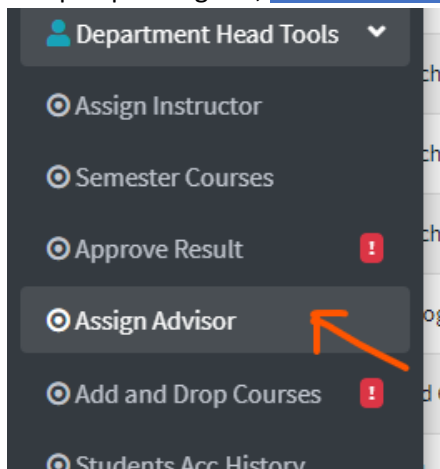 Department Head Tools
Assign Instructor
Semester Courses
Approve Result !
Assign Advisor
Add and Drop Courses !
Students Acc History